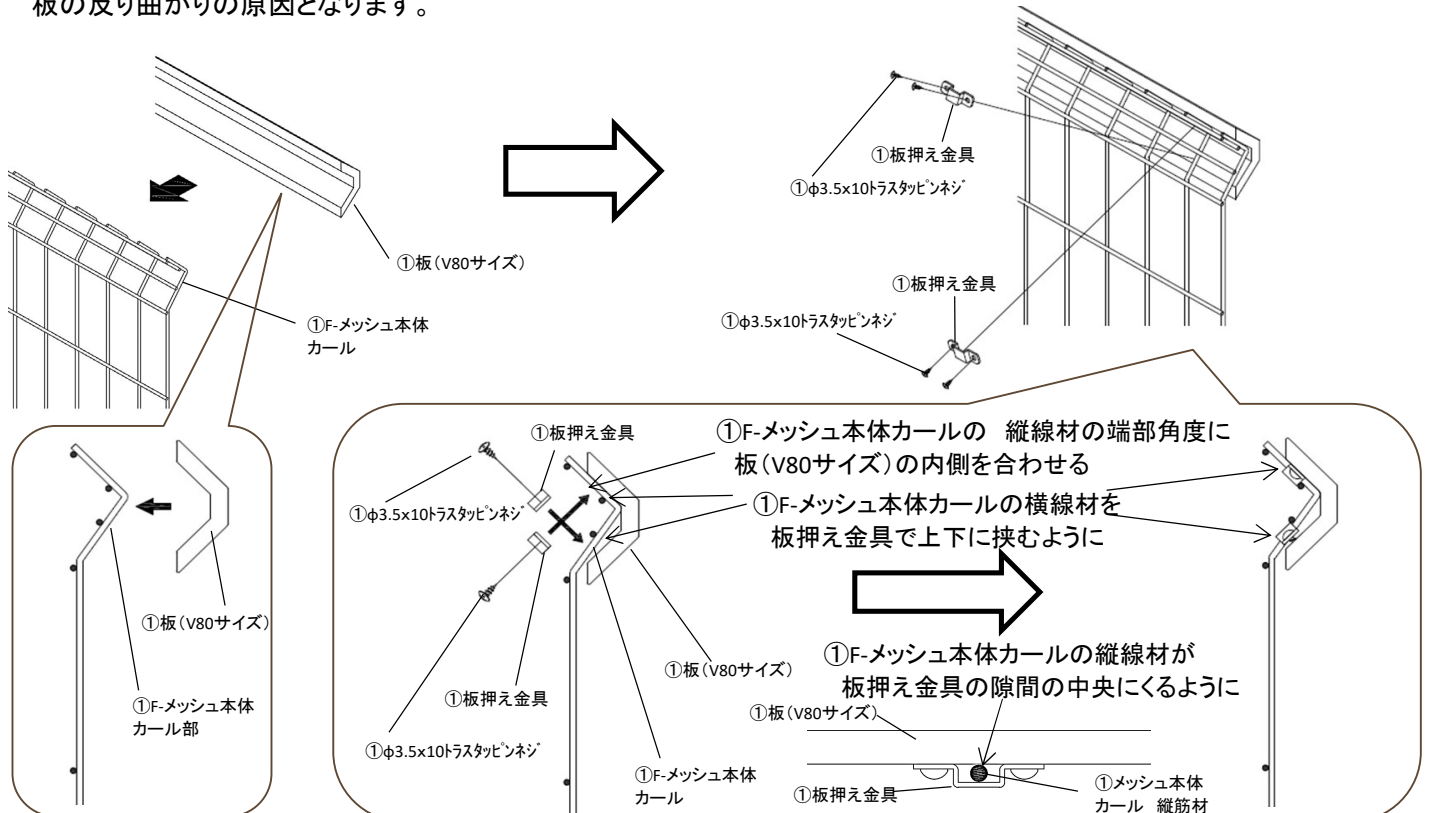 板の反り曲がりの原因となります。
①板押え金具
①φ3.5x10トラスタッピンネジ
①板(V80サイズ)
①F-メッシュ本体
カール
①板押え金具
①φ3.5x10トラスタッピンネジ
①板(V80サイズ)
①F-メッシュ本体
カール部
①板押え金具
①φ3.5x10トラスタッピンネジ
①F-メッシュ本体カールの 縦線材の端部角度に
板(V80サイズ)の内側を合わせる
①F-メッシュ本体カールの横線材を
板押え金具で上下に挟むように
①板(V80サイズ)
①板押え金具
①φ3.5x10トラスタッピンネジ
①F-メッシュ本体
カール
①F-メッシュ本体カールの縦線材が
板押え金具の隙間の中央にくるように
①板(V80サイズ)
①板押え金具
①メッシュ本体
カール 縦筋材